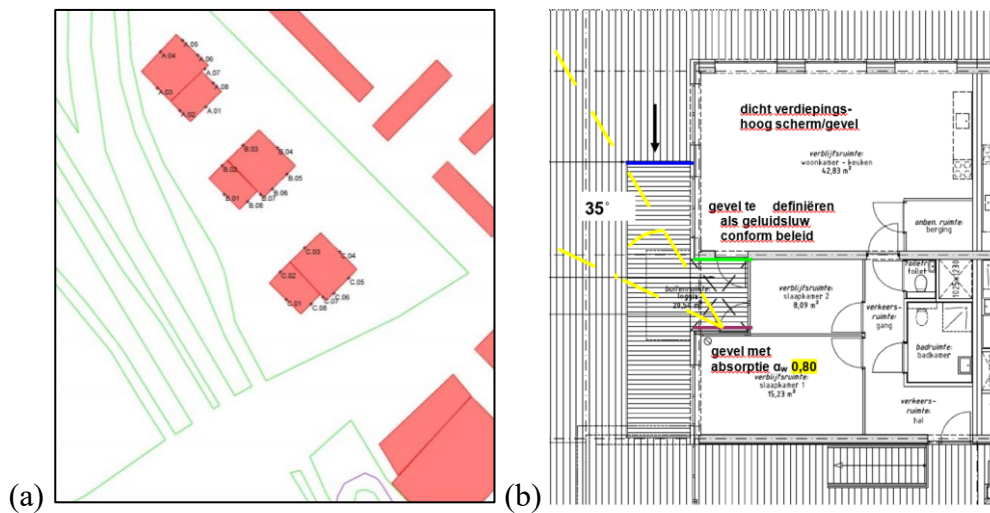 A.05
A.04
A.06
A.07
A.08
A.03
A.02
A.01
B.03
B.04
B.02
B.05
B.06
B.01
B.07
B.08
C.03
C.04
C.02
C.05
C.06
C.01
C.07
C.08
(a)
dicht verdiepings-
hoog scherm/gevel
verblijfsruimte:
woonkamer - keuken
42,83 m²
35°
gevel te definiëren
als geluidsluw
conform beleid
onben. ruimte:
berging
toiletr.:
toilet
1025x1230
buitenruimte:
loggia
verblijfsruimte:
slaapkamer 2
8,09 m²
verkeers-
ruimte:
gang
badruimte:
badkamer
gevel met
absorptie αw 0,80
verblijfsruimte:
slaapkamer 1
15,23 m²
verkeers-
ruimte:
hal
(b)